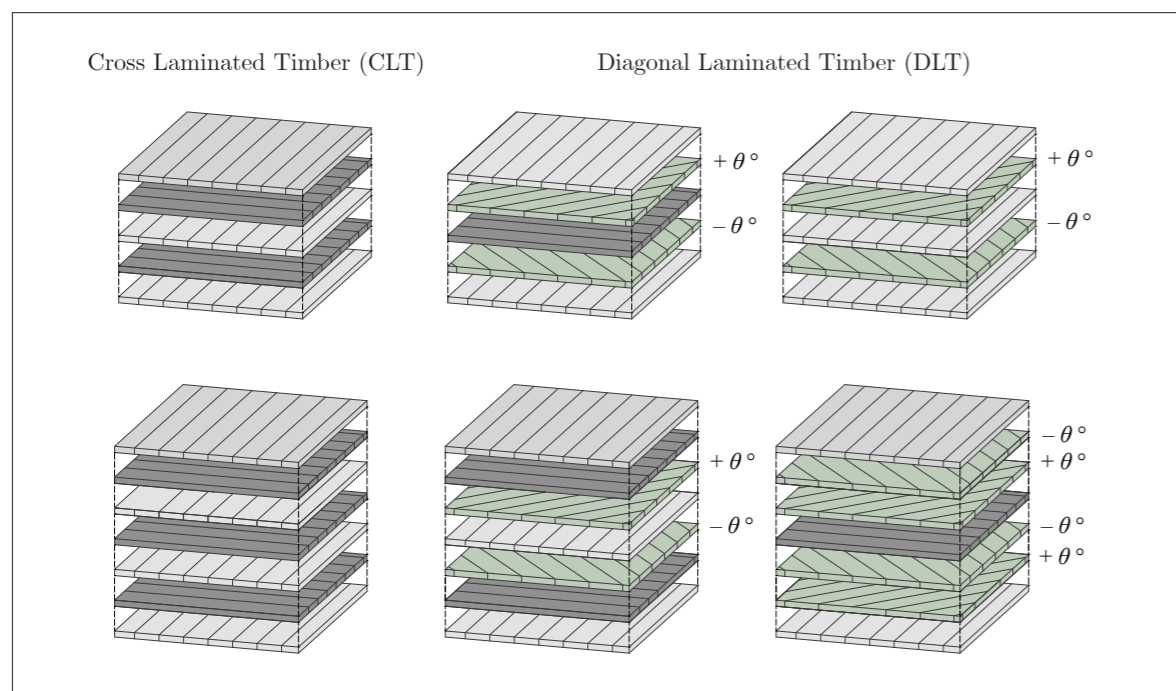 Cross Laminated Timber (CLT)
Diagonal Laminated Timber (DLT)
+ θ °
– θ °
+ θ °
– θ °
+ θ °
– θ °
– θ °
+ θ °
– θ °
+ θ °